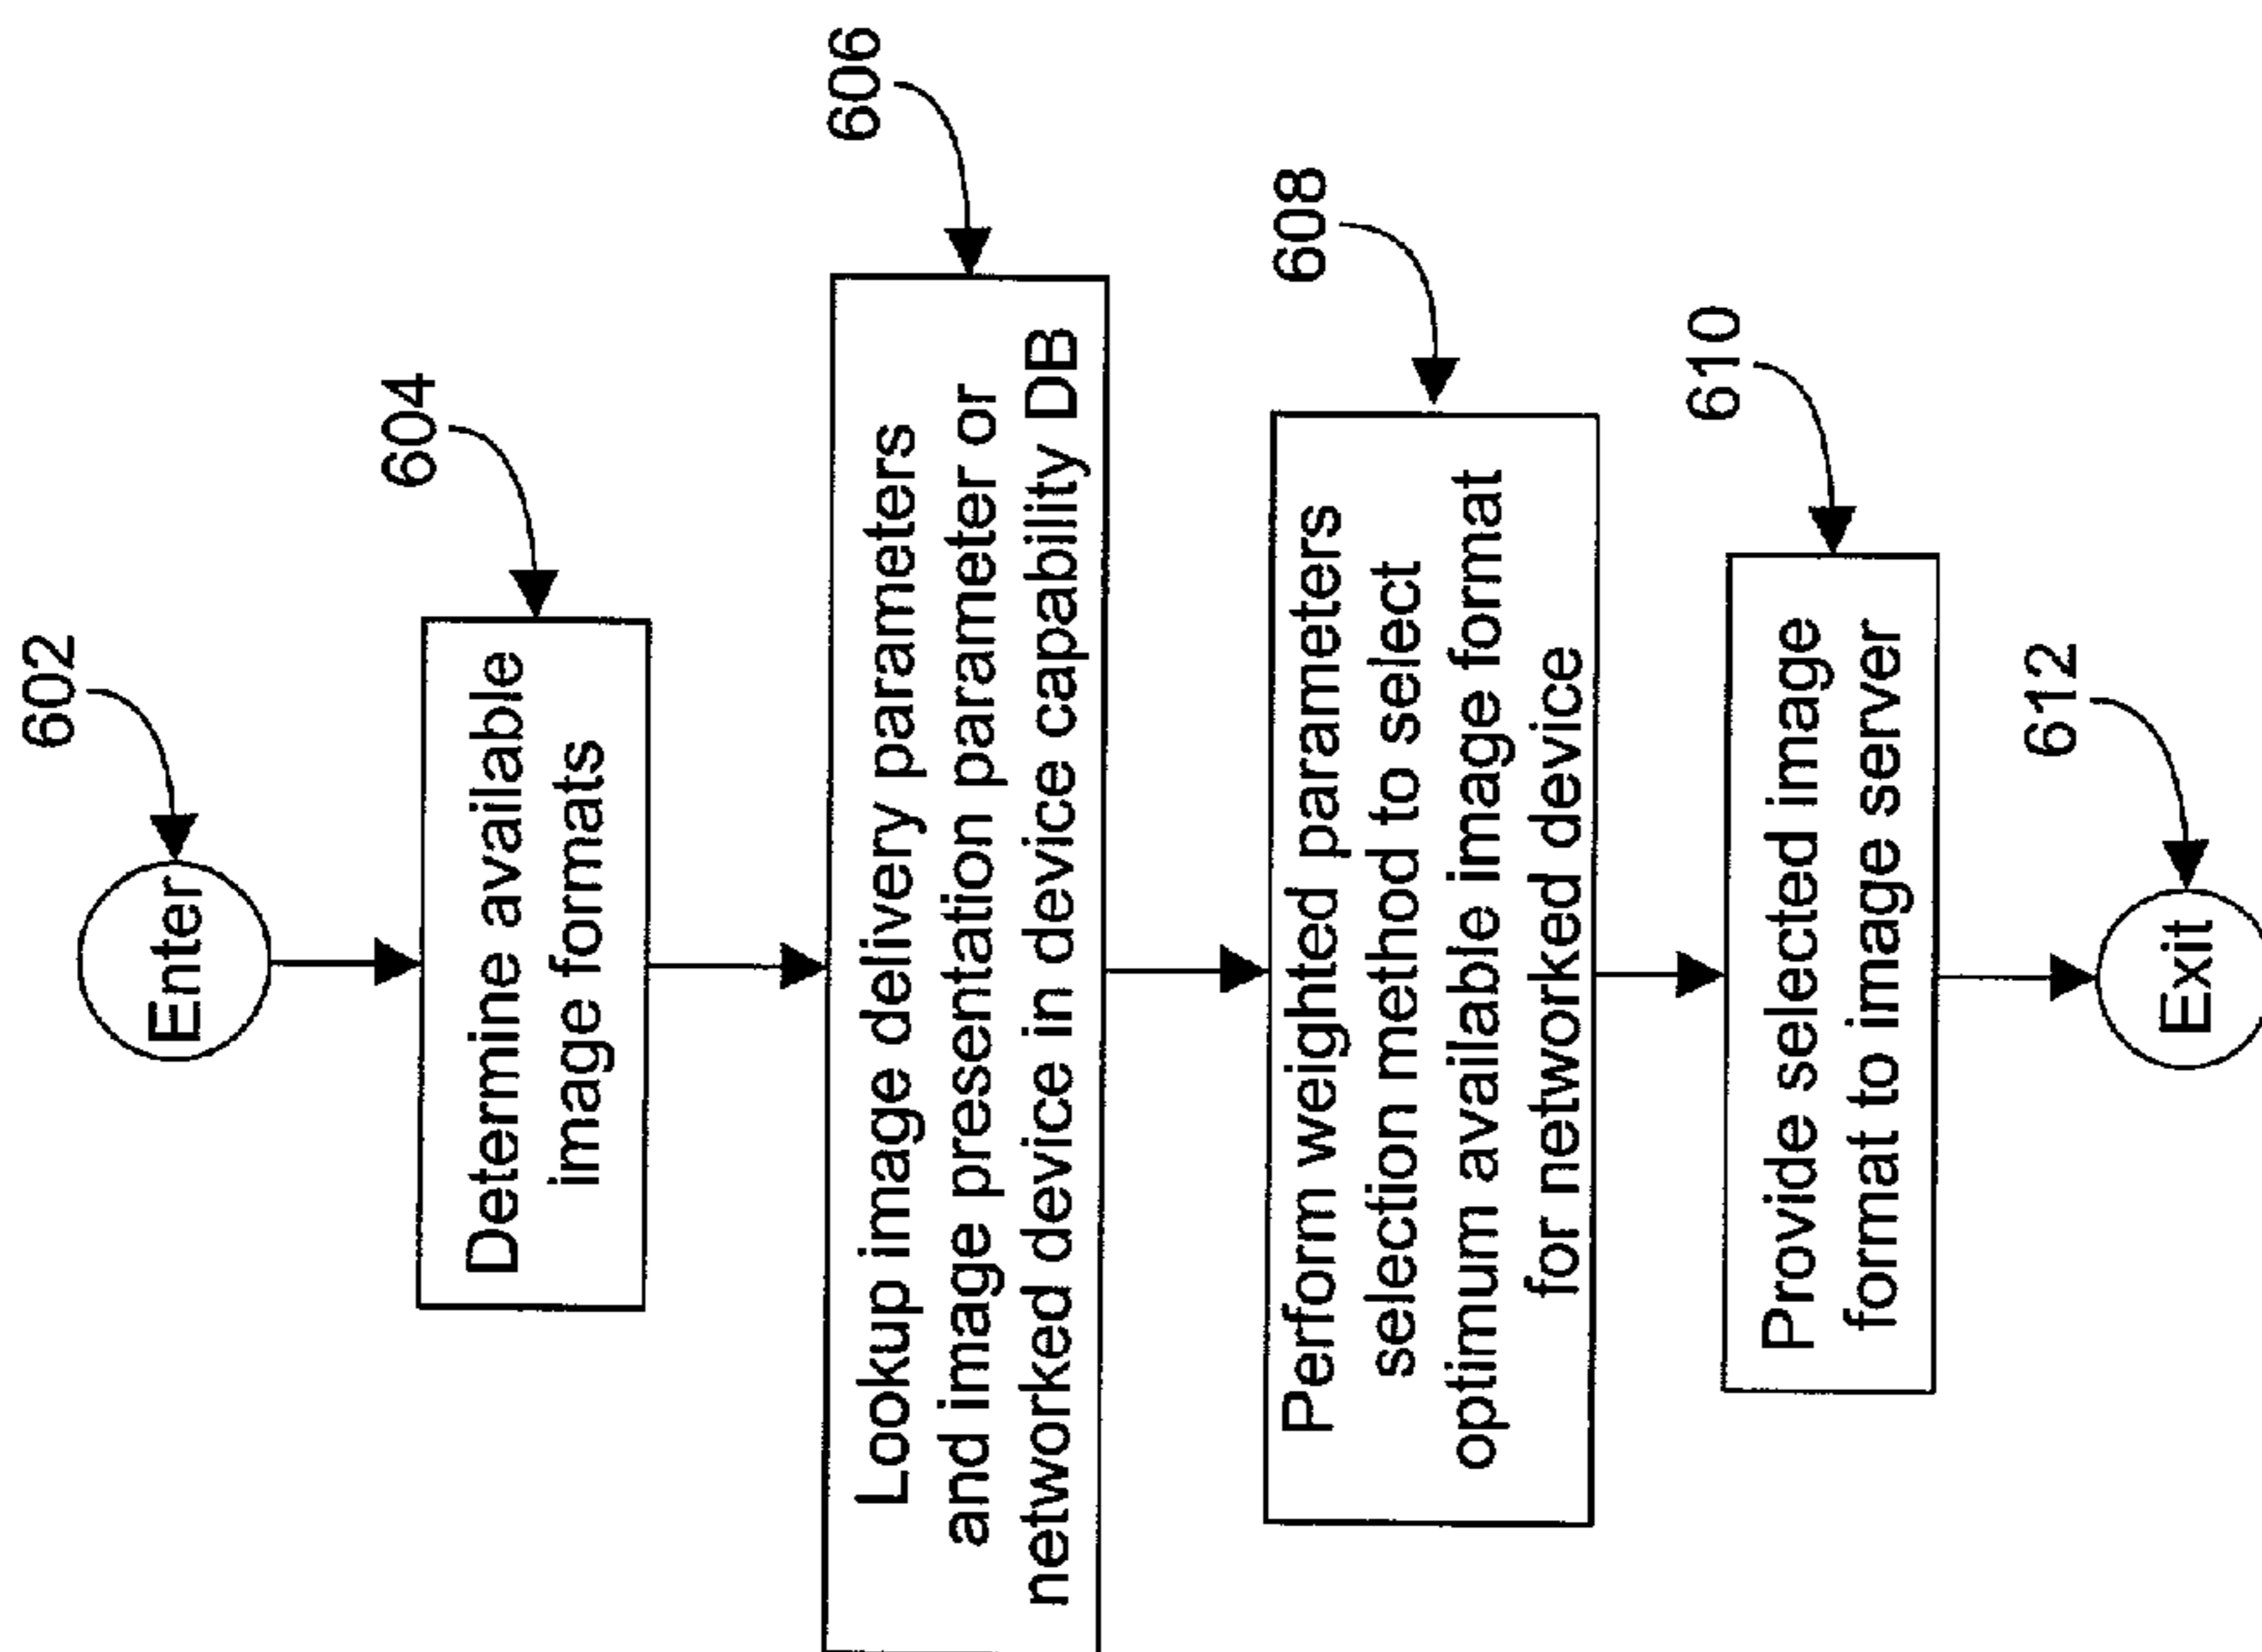 602
Enter
604
Determine available
image formats
606
Lookup image delivery parameters
and image presentation parameter or
networked device in device capability DB
608
Perform weighted parameters
selection method to select
optimum available image format
for networked device
610
Provide selected image
format to image server
612
Exit